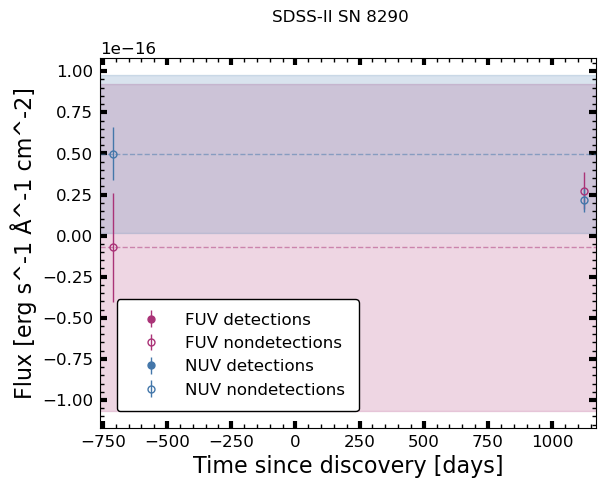 SDSS-II SN 8290
1e−16
1.00
0.75
0.50
0.25
0.00
−0.25
−0.50
−0.75
−1.00
Flux [erg s^-1 Å^-1 cm^-2]
FUV detections
FUV nondetections
NUV detections
NUV nondetections
−750 −500 −250 0 250 500 750 1000
Time since discovery [days]